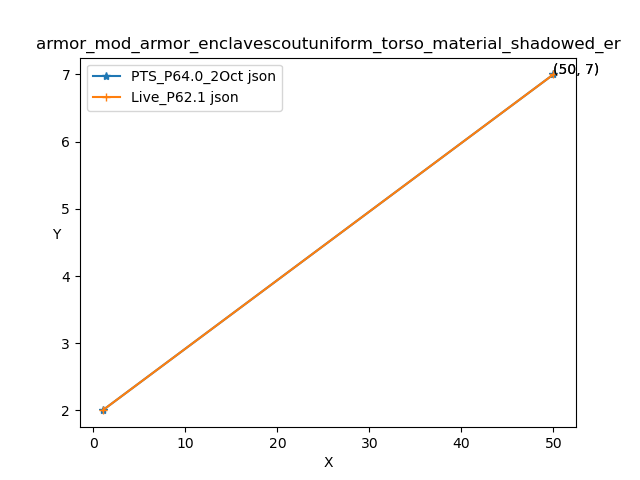 armor_mod_armor_enclavescoutuniform_torso_material_shadowed_er
PTS_P64.0_2Oct json
Live_P62.1 json
(50, 7)
7
6
5
4
3
2
Y
0
10
20
30
40
50
X